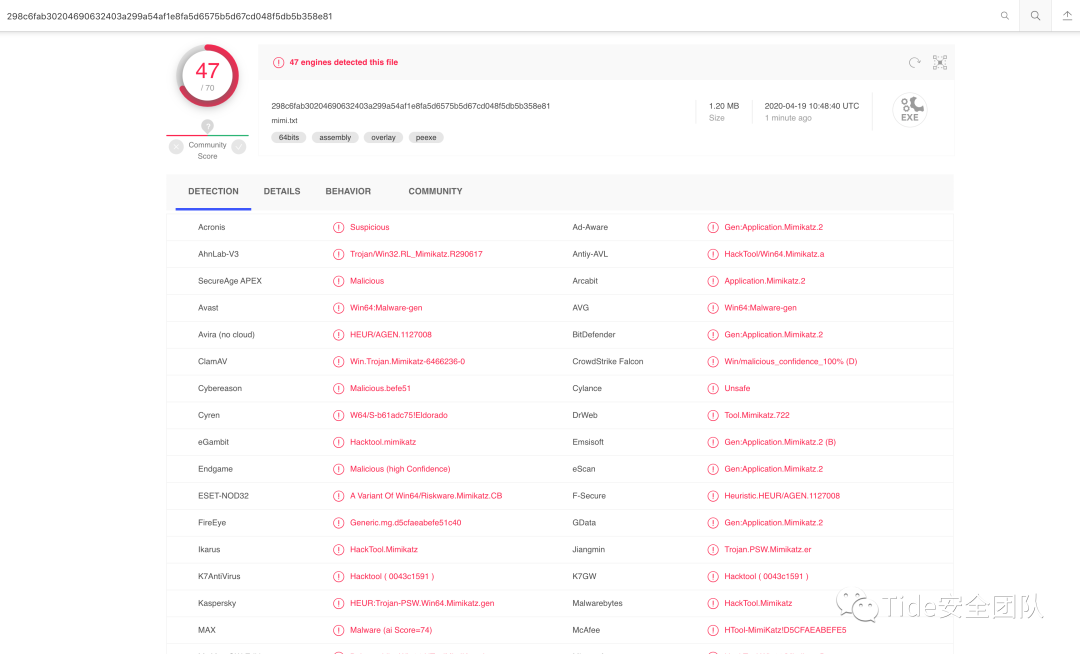 298c6fab30204690632403a299a54af1e8fa5d6575b5d67cd048f5db5b358e81
47
/ 70
?
Community
Score
47 engines detected this file
298c6fab30204690632403a299a54af1e8fa5d6575b5d67cd048f5db5b358e81
mimi.txt
64bits assembly overlay peexe
1.20 MB
Size
2020-04-19 10:48:40 UTC
1 minute ago
EXE
DETECTION DETAILS BEHAVIOR COMMUNITY
Acronis Suspicious Ad-Aware Gen:Application.Mimikatz.2
AhnLab-V3 Trojan/Win32.RL_Mimikatz.R290617 Antiy-AVL HackTool/Win64.Mimikatz.a
SecureAge APEX Malicious Arcabit Application.Mimikatz.2
Avast Win64:Malware-gen AVG Win64:Malware-gen
Avira (no cloud) HEUR/AGEN.1127008 BitDefender Gen:Application.Mimikatz.2
ClamAV Win.Trojan.Mimikatz-6466236-0 CrowdStrike Falcon Win/malicious_confidence_100% (D)
Cybereason Malicious.befe51 Cylance Unsafe
Cyren W64/S-b61adc75!Eldorado DrWeb Tool.Mimikatz.722
eGambit Hacktool.mimikatz Emsisoft Gen:Application.Mimikatz.2 (B)
Endgame Malicious (high Confidence) eScan Gen:Application.Mimikatz.2
ESET-NOD32 A Variant Of Win64/Riskware.Mimikatz.CB F-Secure Heuristic.HEUR/AGEN.1127008
FireEye Generic.mg.d5cfaeabefe51c40 GData Gen:Application.Mimikatz.2
Ikarus HackTool.Mimikatz Jiangmin Trojan.PSW.Mimikatz.er
K7AntiVirus Hacktool ( 0043c1591 ) K7GW Hacktool ( 0043c1591 )
Kaspersky HEUR:Trojan-PSW.Win64.Mimikatz.gen Malwarebytes HackTool.Mimikatz
MAX Malware (ai Score=74) McAfee HTool-MimiKatz!D5CFAEABEFE5
Tide安全团队